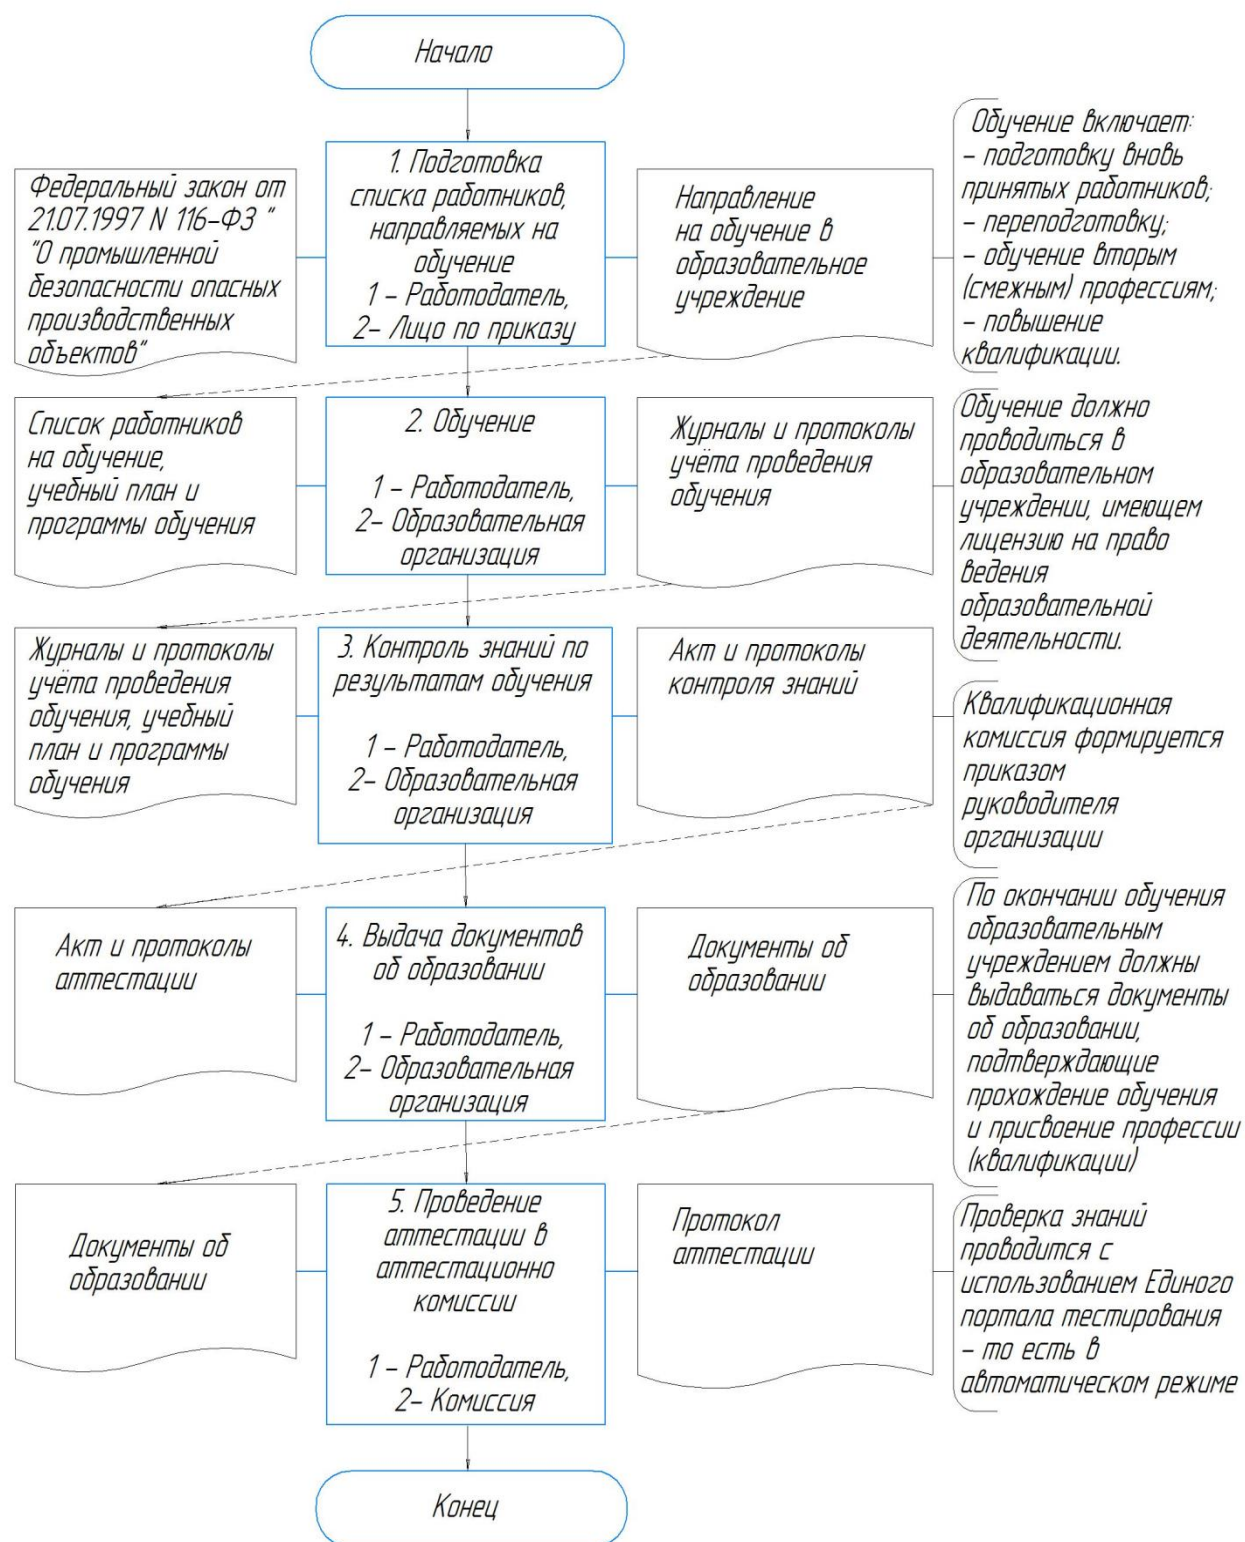 Начало
Федеральный закон от
21.07.1997 N 116-ФЗ "
"О промышленной
безопасности опасных
производственных
объектов"
1. Подготовка
списка работников,
направляемых на
обучение
1 - Работодатель,
2- Лицо по приказу
Направление
на обучение в
образовательное
учреждение
Обучение включает:
- подготовку вновь
принятых работников;
- переподготовку;
- обучение вторым
(смежным) профессиям;
- повышение
квалификации.
Список работников
на обучение,
учебный план и
программы обучения
2. Обучение
1 - Работодатель,
2- Образовательная
организация
Журналы и протоколы
учёта проведения
обучения
Обучение должно
проводиться в
образовательном
учреждении, имеющем
лицензию на право
ведения
образовательной
деятельности.
Журналы и протоколы
учёта проведения
обучения, учебный
план и программы
обучения
3. Контроль знаний по
результатам обучения
1 - Работодатель,
2- Образовательная
организация
Акт и протоколы
контроля знаний
Квалификационная
комиссия формируется
приказом
руководителя
организации
Акт и протоколы
аттестации
4. Выдача документов
об образовании
1 - Работодатель,
2- Образовательная
организация
Документы об
образовании
По окончании обучения
образовательным
учреждением должны
выдаваться документы
об образовании,
подтверждающие
прохождение обучения
и присвоение профессии
(квалификации)
Документы об
образовании
5. Проведение
аттестации в
аттестационно
комиссии
1 - Работодатель,
2- Комиссия
Протокол
аттестации
Проверка знаний
проводится с
использованием Единого
портала тестирования
- то есть в
автоматическом режиме
Конец